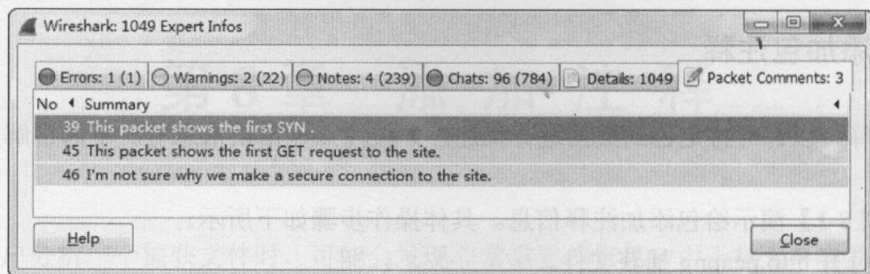 Wireshark: 1049 Expert Infos
Errors: 1 (1) Warnings: 2 (22) Notes: 4 (239) Chats: 96 (784) Details: 1049 Packet Comments: 3
No Summary
39 This packet shows the first SYN .
45 This packet shows the first GET request to the site.
46 I'm not sure why we make a secure connection to the site.
Help Close